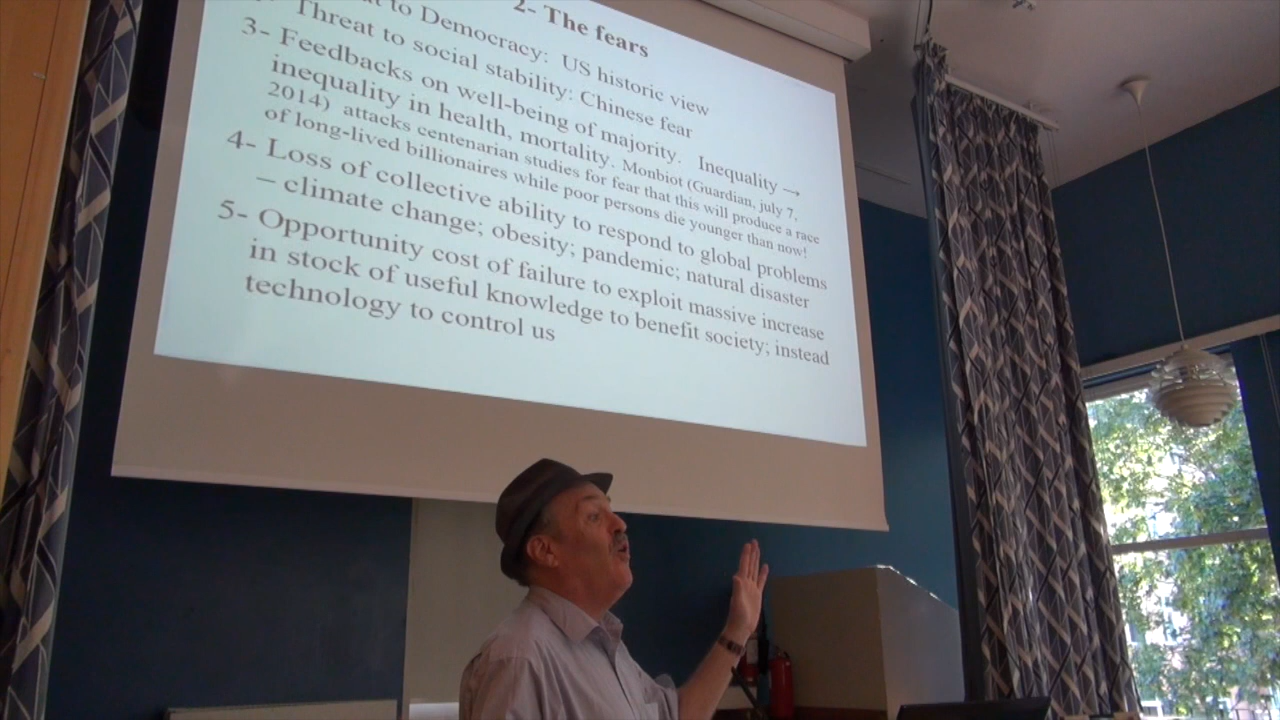 2- The fears
to Democracy: US historic view
Threat to social stability: Chinese fear
3- Feedbacks on well-being of majority. Inequality →
inequality in health, mortality. Monbiot (Guardian, july 7,
2014) attacks centenarian studies for fear that this will produce a race
of long-lived billionaires while poor persons die younger than now!
4- Loss of collective ability to respond to global problems
– climate change; obesity; pandemic; natural disaster
5- Opportunity cost of failure to exploit massive increase
in stock of useful knowledge to benefit society; instead
technology to control us